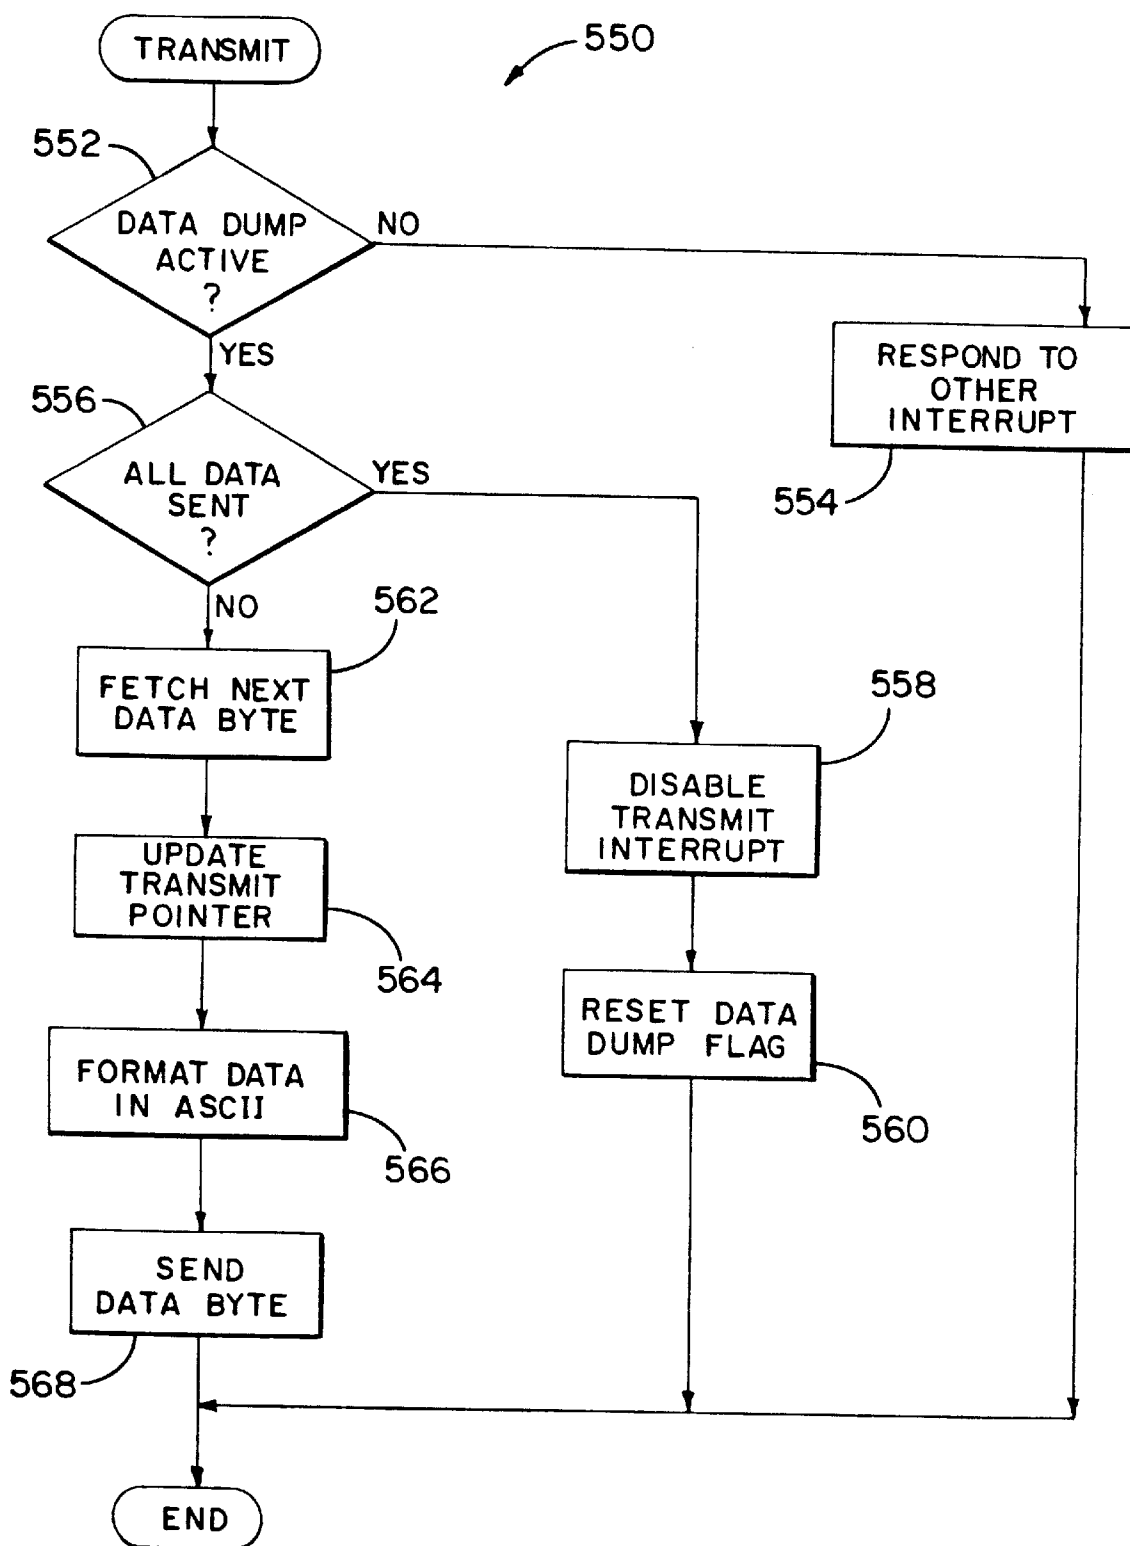 TRANSMIT
550
552
DATA DUMP
ACTIVE
?
NO
YES
RESPOND TO
OTHER
INTERRUPT
554
556
ALL DATA
SENT
?
YES
NO
562
FETCH NEXT
DATA BYTE
558
DISABLE
TRANSMIT
INTERRUPT
UPDATE
TRANSMIT
POINTER
564
RESET DATA
DUMP FLAG
560
FORMAT DATA
IN ASCII
566
SEND
DATA BYTE
568
END